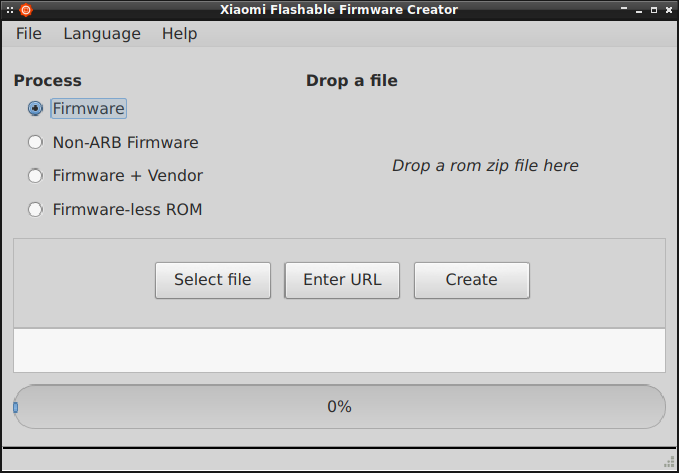 Xiaomi Flashable Firmware Creator
File Language Help
Process
Firmware
Non-ARB Firmware
Firmware + Vendor
Firmware-less ROM
Drop a file
Drop a rom zip file here
Select file
Enter URL
Create
0%